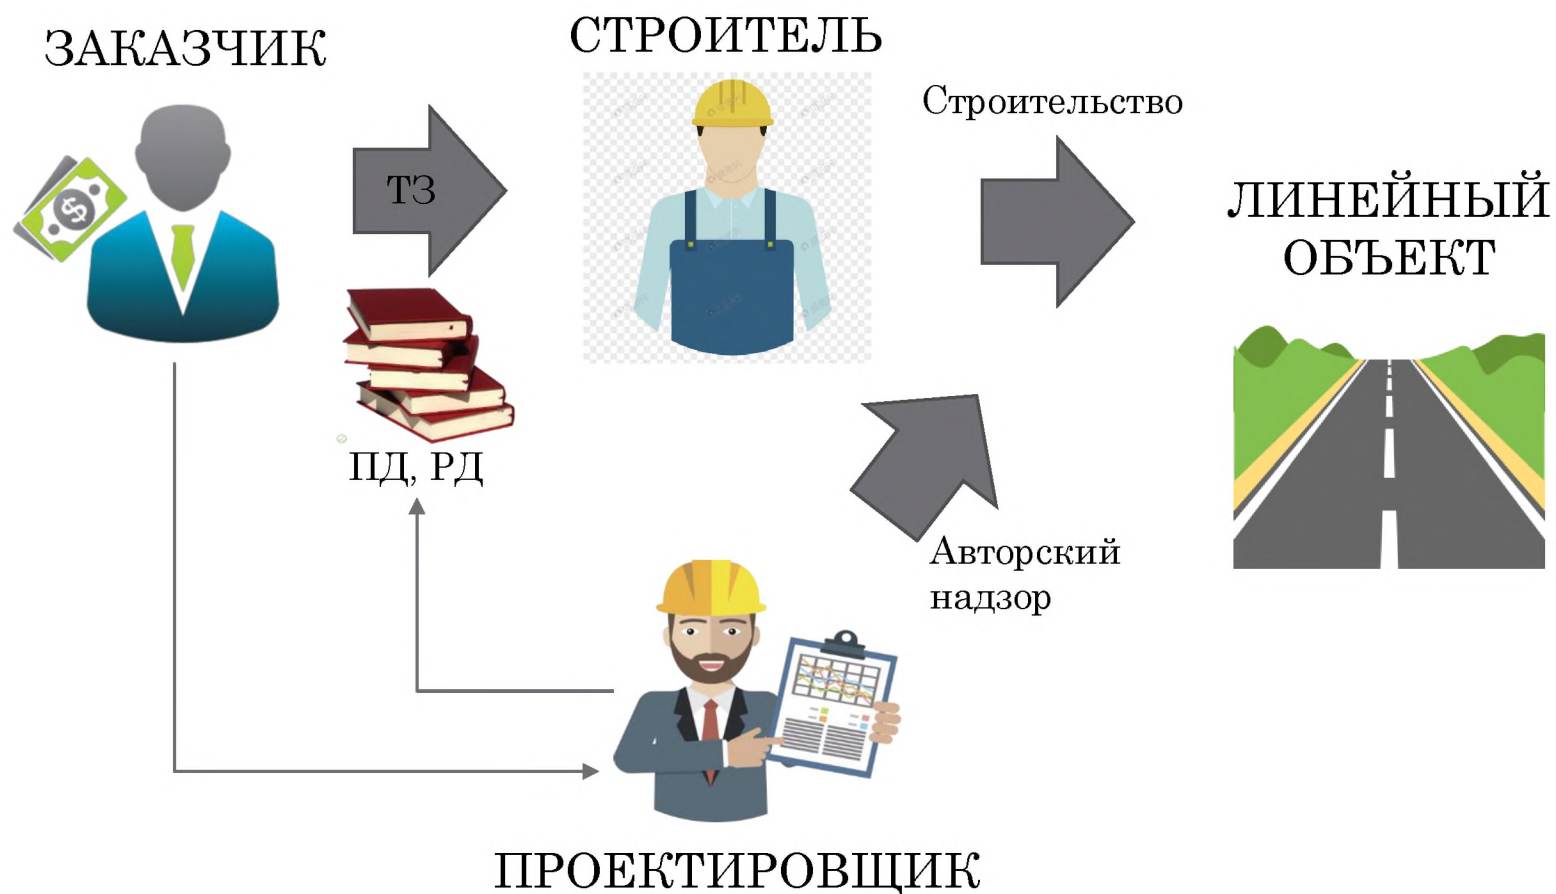 ЗАКАЗЧИК
СТРОИТЕЛЬ
Строительство
ТЗ
ЛИНЕЙНЫЙ
ОБЪЕКТ
ПД, РД
Авторский
надзор
ПРОЕКТИРОВЩИК